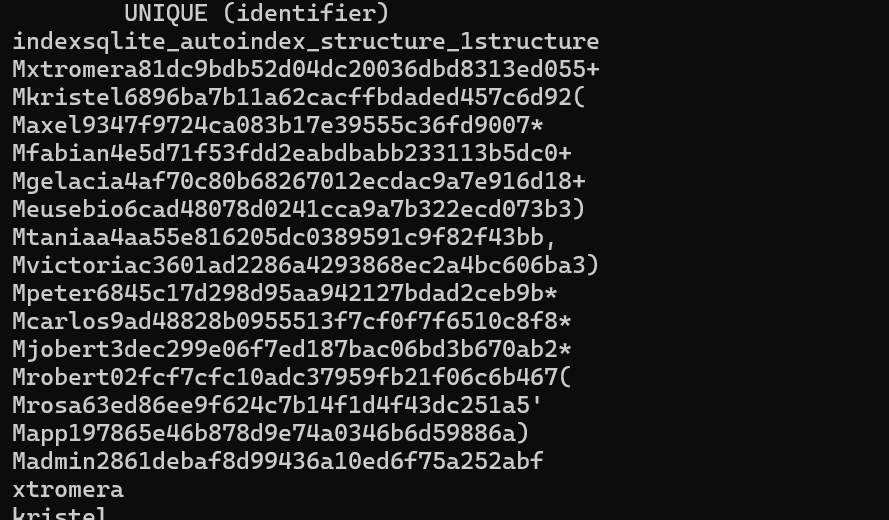 UNIQUE (identifier)
indexsqlite_autoindex_structure_1structure
Mxtromera81dc9bdb52d04dc20036dbd8313ed055+
Mkristel6896ba7b11a62cacffbdaded457c6d92(
Maxel9347f9724ca083b17e39555c36fd9007*
Mfabian4e5d71f53fdd2eabdbabb233113b5dc0+
Mgelacia4af70c80b68267012ecdac9a7e916d18+
Meusebio6cad48078d0241cca9a7b322ecd073b3)
Mtaniaa4aa55e816205dc0389591c9f82f43bb,
Mvictoriac3601ad2286a4293868ec2a4bc606ba3)
Mpeter6845c17d298d95aa942127bdad2ceb9b*
Mcarlos9ad48828b0955513f7cf0f7f6510c8f8*
Mjobert3dec299e06f7ed187bac06bd3b670ab2*
Mrobert02fcf7cfc10adc37959fb21f06c6b467(
Mrosa63ed86ee9f624c7b14f1d4f43dc251a5'
Mapp197865e46b878d9e74a0346b6d59886a)
Madmin2861debaf8d99436a10ed6f75a252abf
xtromera
kristel